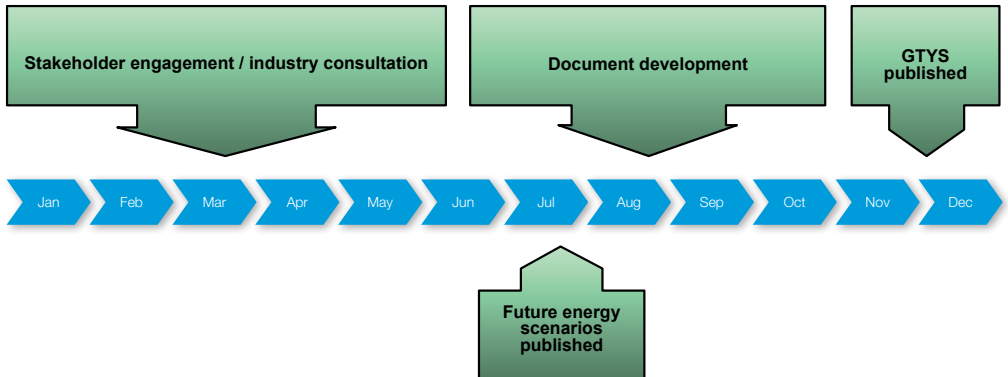 Stakeholder engagement / industry consultation
Document development
GTYS
published
Jan
Feb
Mar
Apr
May
Jun
Jul
Aug
Sep
Oct
Nov
Dec
Future energy
scenarios
published